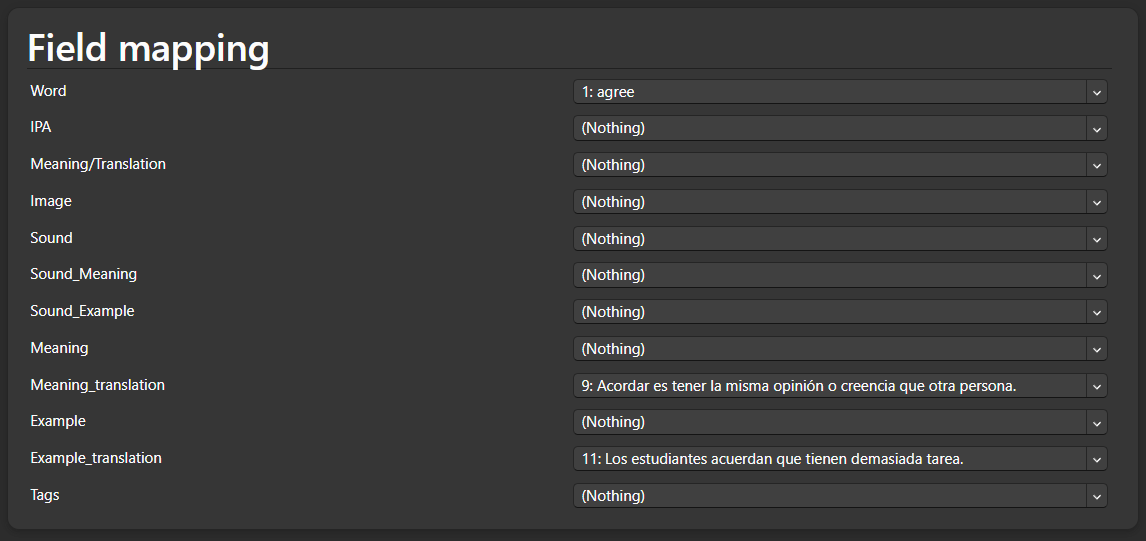 Field mapping
Word 1: agree
IPA (Nothing)
Meaning/Translation (Nothing)
Image (Nothing)
Sound (Nothing)
Sound_Meaning (Nothing)
Sound_Example (Nothing)
Meaning (Nothing)
Meaning_translation 9: Acordar es tener la misma opinión o creencia que otra persona.
Example (Nothing)
Example_translation 11: Los estudiantes acuerdan que tienen demasiada tarea.
Tags (Nothing)